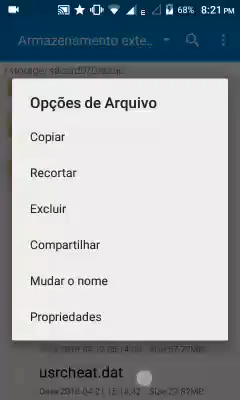 E 68% 8:21 PM
Armazenamento exte..
Opções de Arquivo
Copiar
Recortar
Excluir
Compartilhar
Mudar o nome
Propriedades
usrcheat.dat